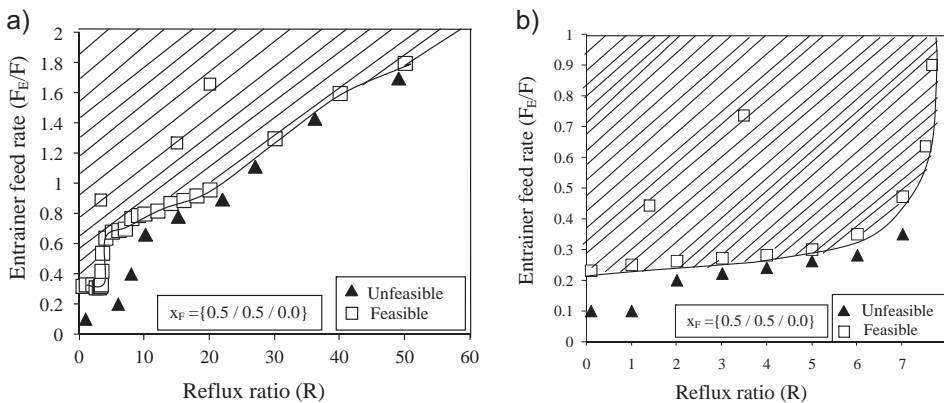 a)
Entrainer feed rate (F_E/F)
2
1.8
1.6
1.4
1.2
1
0.8
0.6
0.4
0.2
0
x_F ={0.5 / 0.5 / 0.0}
Unfeasible
Feasible
0 10 20 30 40 50 60
Reflux ratio (R)
b)
Entrainer feed rate (F_E/F)
1
0.9
0.8
0.7
0.6
0.5
0.4
0.3
0.2
0.1
0
x_F ={0.5 / 0.5 / 0.0}
Unfeasible
Feasible
0 1 2 3 4 5 6 7
Reflux ratio (R)